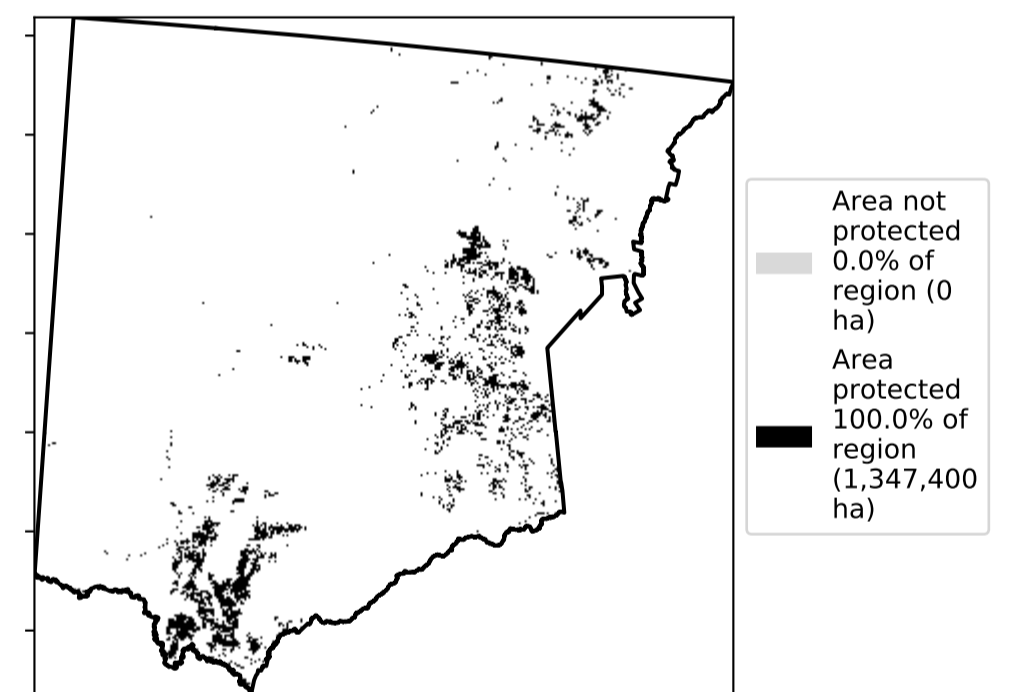 Area not
protected
0.0% of
region (0
ha)
Area
protected
100.0% of
region
(1,347,400
ha)